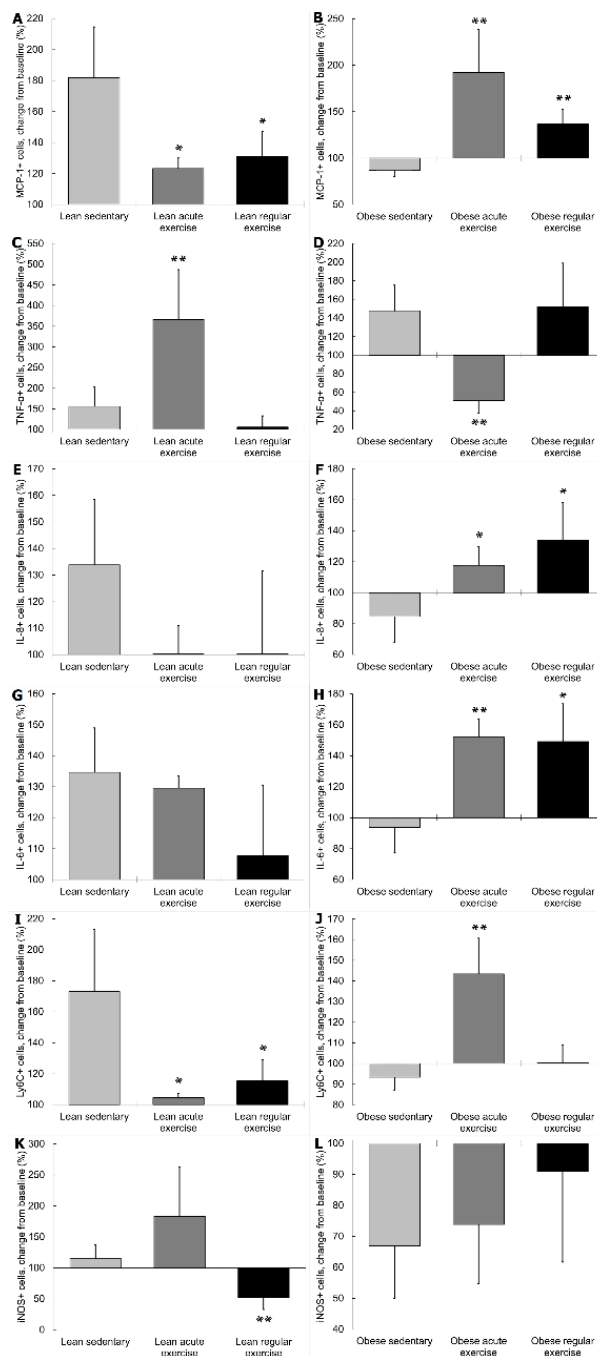 A
MCP-1+ cells, change from baseline (%)
220
200
180
160
140
120
100
*
*
Lean sedentary
Lean acute
exercise
Lean regular
exercise
B
MCP-1+ cells, change from baseline (%)
250
200
150
100
50
**
**
Obese sedentary
Obese acute
exercise
Obese regular
exercise
C
TNF-α+ cells, change from baseline (%)
550
500
450
400
350
300
250
200
150
100
**
Lean sedentary
Lean acute
exercise
Lean regular
exercise
D
TNF-α+ cells, change from baseline (%)
220
200
180
160
140
120
100
80
60
40
20
**
Obese sedentary
Obese acute
exercise
Obese regular
exercise
E
IL-8+ cells, change from baseline (%)
170
160
150
140
130
120
110
100
Lean sedentary
Lean acute
exercise
Lean regular
exercise
F
IL-8+ cells, change from baseline (%)
180
160
140
120
100
80
60
*
*
Obese sedentary
Obese acute
exercise
Obese regular
exercise
G
IL-6+ cells, change from baseline (%)
160
150
140
130
120
110
100
Lean sedentary
Lean acute
exercise
Lean regular
exercise
H
IL-6+ cells, change from baseline (%)
180
160
140
120
100
80
60
**
*
Obese sedentary
Obese acute
exercise
Obese regular
exercise
I
Ly6C+ cells, change from baseline (%)
220
200
180
160
140
120
100
*
*
Lean sedentary
Lean acute
exercise
Lean regular
exercise
J
Ly6C+ cells, change from baseline (%)
170
160
150
140
130
120
110
100
90
80
**
Obese sedentary
Obese acute
exercise
Obese regular
exercise
K
iNOS+ cells, change from baseline (%)
300
250
200
150
100
50
0
**
Lean sedentary
Lean acute
exercise
Lean regular
exercise
L
iNOS+ cells, change from baseline (%)
100
90
80
70
60
50
40
Obese sedentary
Obese acute
exercise
Obese regular
exercise